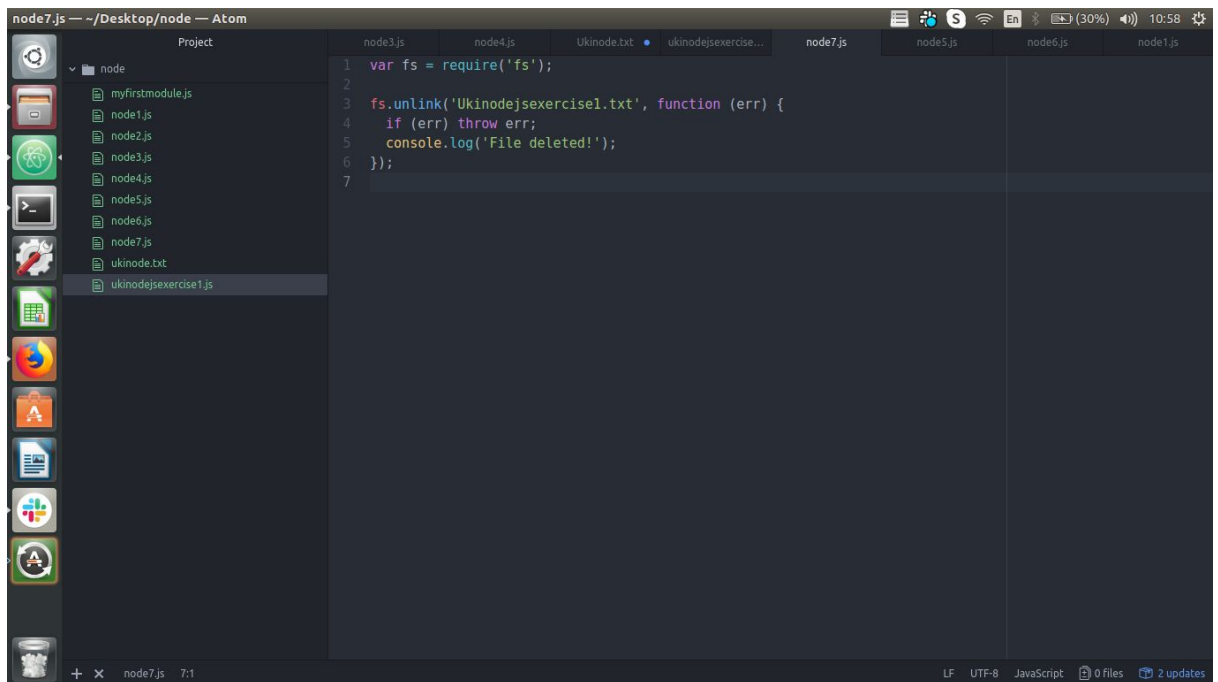 node7.js — ~/Desktop/node — Atom
S En (30%) 10:58
Project
node3.js node4.js Ukinode.txt ukinodejsexercise... node7.js node5.js node6.js node1.js
node
myfirstmodule.js
node1.js
node2.js
node3.js
node4.js
node5.js
node6.js
node7.js
ukinode.txt
ukinodejsexercise1.js
1 var fs = require('fs');
2
3 fs.unlink('Ukinodejsexercise1.txt', function (err) {
4 if (err) throw err;
5 console.log('File deleted!');
6 });
7
+ × node7.js 7:1 LF UTF-8 JavaScript 0 files 2 updates